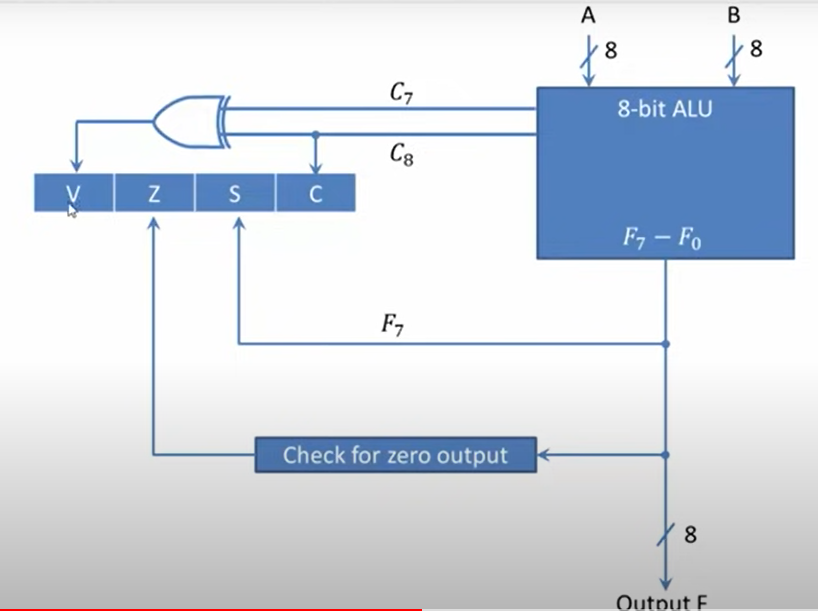 A
B
8
8
C₇
8-bit ALU
C₈
V
Z
S
C
F₇ − F₀
F₇
Check for zero output
8
Output F